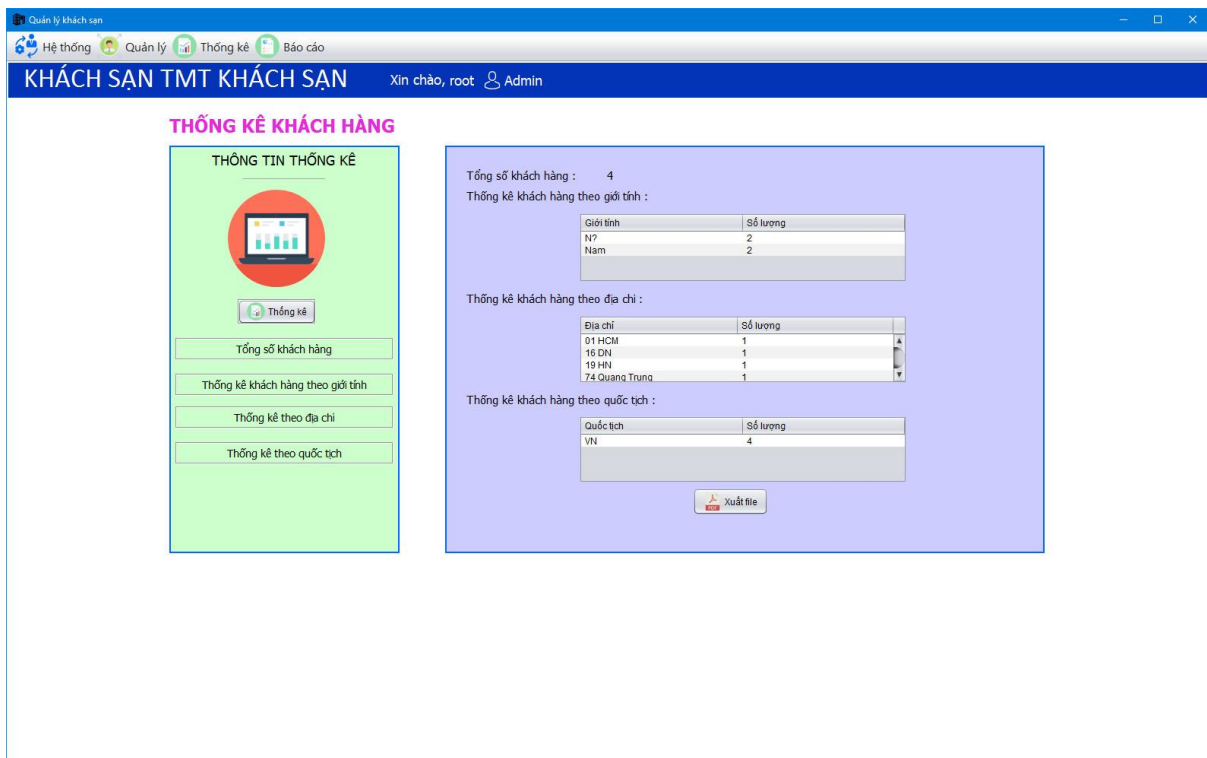 Quản lý khách sạn
Hệ thống Quản lý Thống kê Báo cáo
KHÁCH SẠN TMT KHÁCH SẠN Xin chào, root Admin
THỐNG KÊ KHÁCH HÀNG
THÔNG TIN THỐNG KÊ
Thống kê
Tổng số khách hàng
Thống kê khách hàng theo giới tính
Thống kê theo địa chi
Thống kê theo quốc tịch
Tổng số khách hàng : 4
Thống kê khách hàng theo giới tính :
Giới tính Số lượng
N? 2
Nam 2
Thống kê khách hàng theo địa chi :
Địa chỉ Số lượng
01 HCM 1
16 DN 1
19 HN 1
74 Quang Trung 1
Thống kê khách hàng theo quốc tịch :
Quốc tịch Số lượng
VN 4
PDF Xuất file